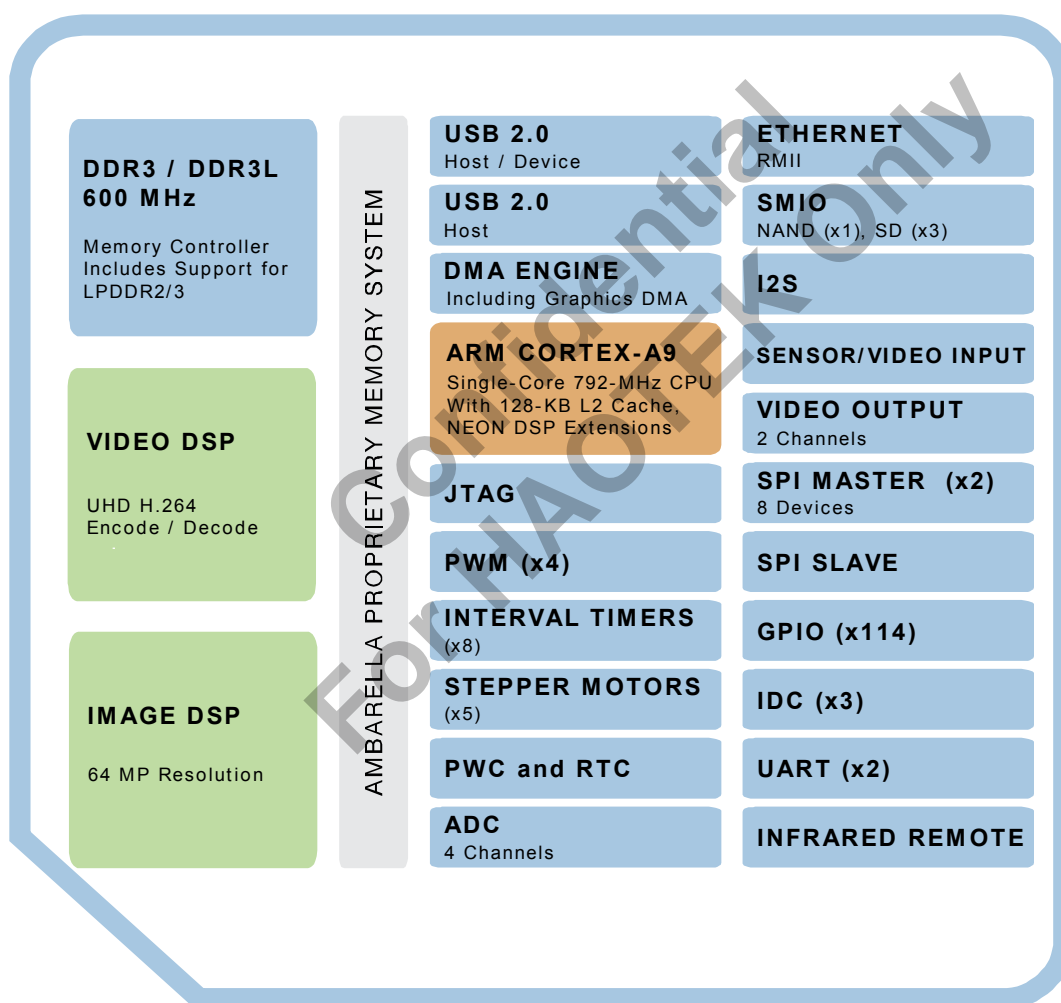 DDR3 / DDR3L
600 MHz
Memory Controller
Includes Support for
LPDDR2/3
VIDEO DSP
UHD H.264
Encode / Decode
IMAGE DSP
64 MP Resolution
AMBARELLA PROPRIETARY MEMORY SYSTEM
USB 2.0
Host / Device
USB 2.0
Host
DMA ENGINE
Including Graphics DMA
ARM CORTEX-A9
Single-Core 792-MHz CPU
With 128-KB L2 Cache,
NEON DSP Extensions
JTAG
PWM (x4)
INTERVAL TIMERS
(x8)
STEPPER MOTORS
(x5)
PWC and RTC
ADC
4 Channels
ETHERNET
RMII
SMIO
NAND (x1), SD (x3)
I2S
SENSOR/VIDEO INPUT
VIDEO OUTPUT
2 Channels
SPI MASTER (x2)
8 Devices
SPI SLAVE
GPIO (x114)
IDC (x3)
UART (x2)
INFRARED REMOTE
Confidential
For HAOTEK Only